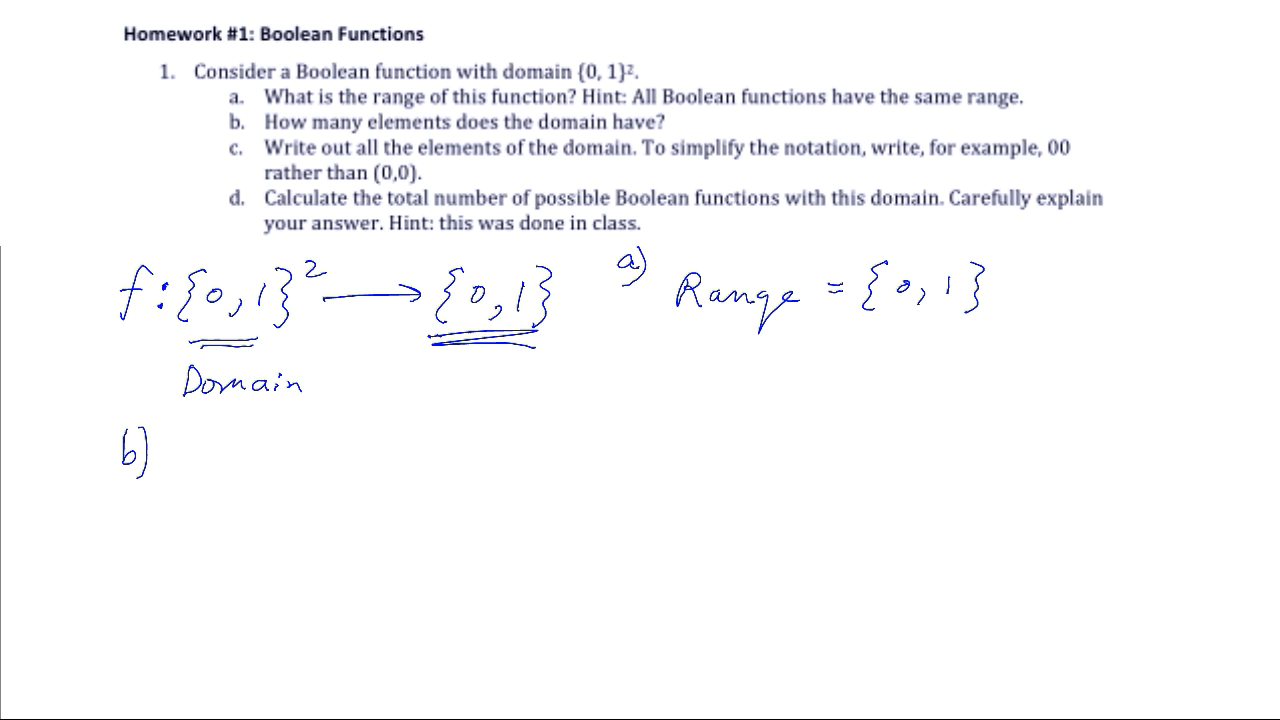 Homework #1: Boolean Functions
1. Consider a Boolean function with domain {0, 1}².
a. What is the range of this function? Hint: All Boolean functions have the same range.
b. How many elements does the domain have?
c. Write out all the elements of the domain. To simplify the notation, write, for example, 00
rather than (0,0).
d. Calculate the total number of possible Boolean functions with this domain. Carefully explain
your answer. Hint: this was done in class.
f: {0, 1}² → {0, 1} a) Range = {0, 1}
Domain
b)